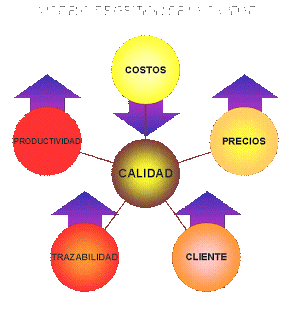 COSTOS
PRODUCTIVIDAD
PRECIOS
CALIDAD
TRAZABILIDAD
CLIENTE